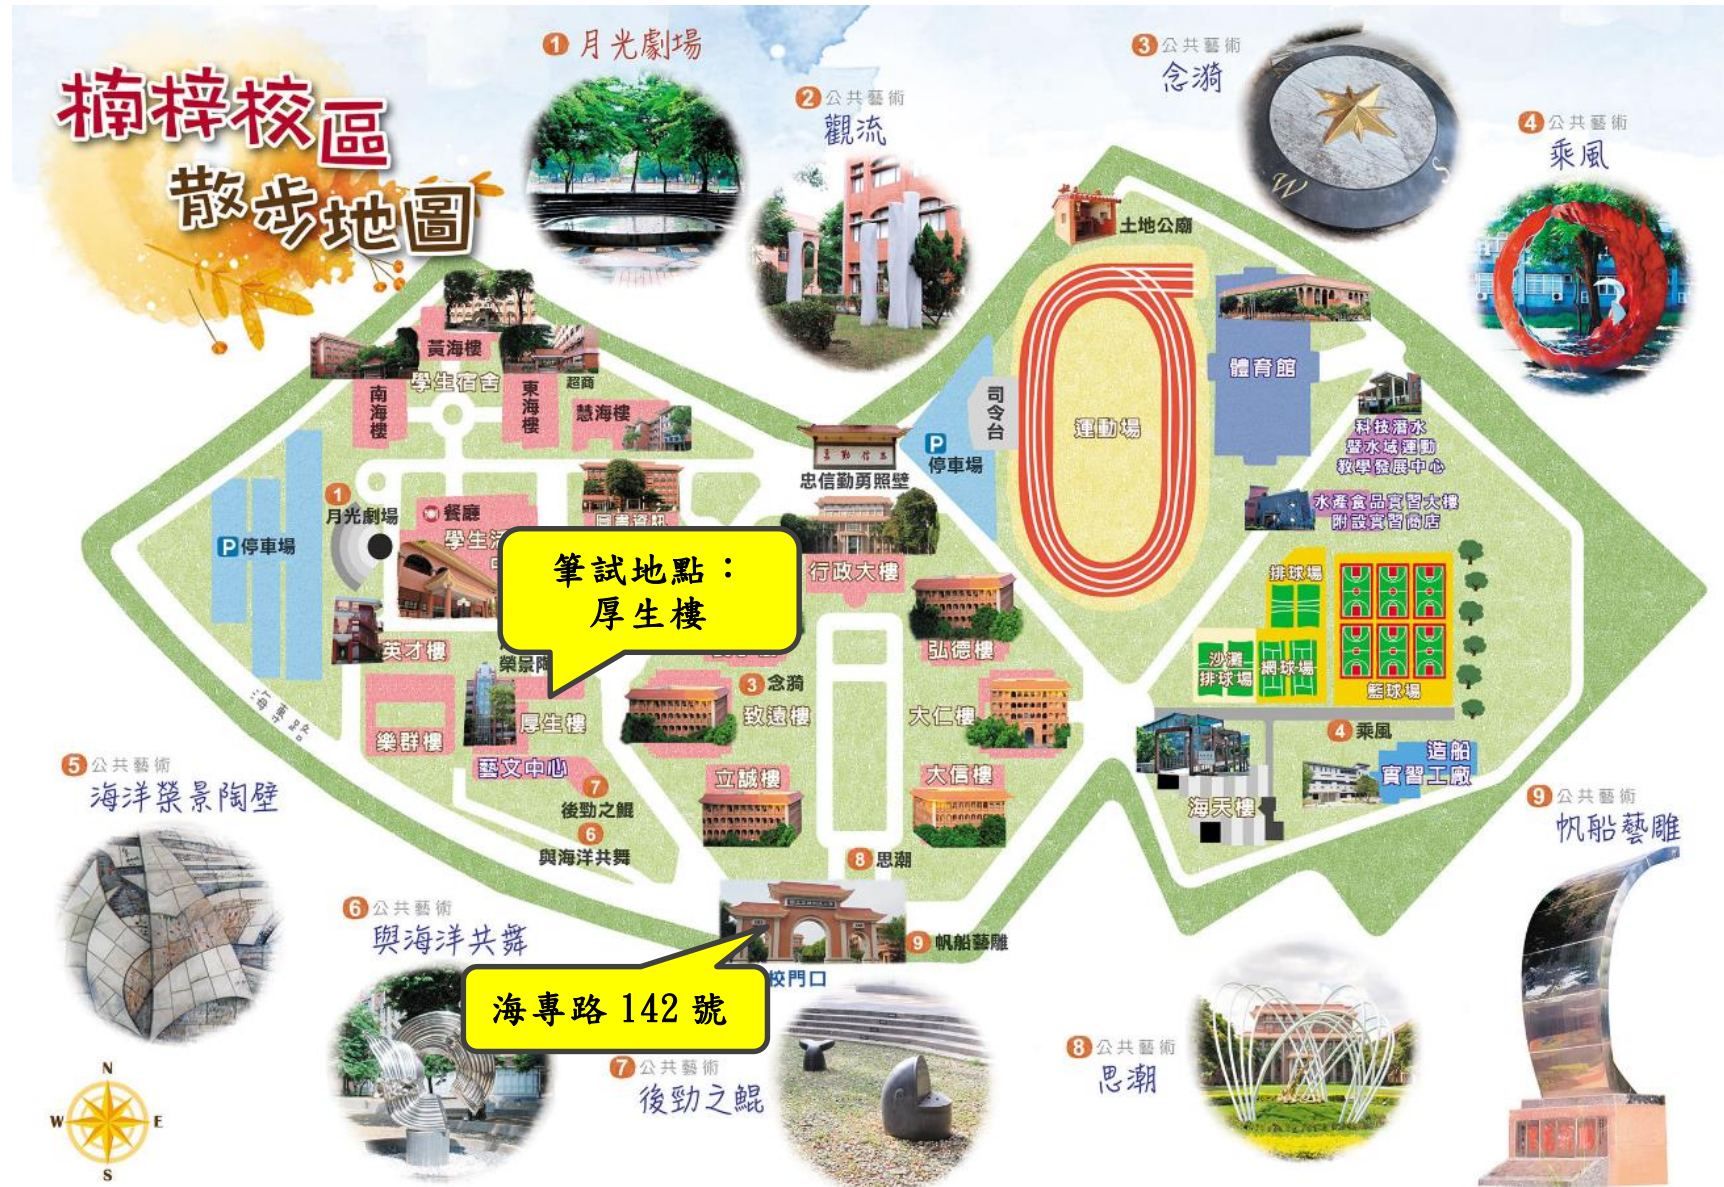 楠梓校區
散步地圖
1 月光劇場
2 公共藝術
觀流
3 公共藝術
念漪
4 公共藝術
乘風
土地公廟
黃海樓
學生宿舍
南海樓
東海樓
超商
慧海樓
司令台
運動場
體育館
P
停車場
科技潛水
暨水域運動
教學發展中心
忠信勤勇照壁
水產食品實習大樓
附設實習商店
1
月光劇場
餐廳
P 停車場
圖書資訊
學生活
筆試地點：
厚生樓
行政大樓
排球場
英才樓
榮景陶
弘德樓
沙灘
排球場
網球場
籃球場
3 念漪
致遠樓
大仁樓
海專路
厚生樓
樂群樓
藝文中心
4 乘風
造船
實習工廠
立誠樓
大信樓
7
後勁之鯤
海天樓
6
與海洋共舞
8 思潮
5 公共藝術
海洋榮景陶壁
9 公共藝術
帆船藝雕
6 公共藝術
與海洋共舞
9 帆船藝雕
校門口
海專路 142 號
7 公共藝術
後勁之鯤
8 公共藝術
思潮
N
W E
S
W
S